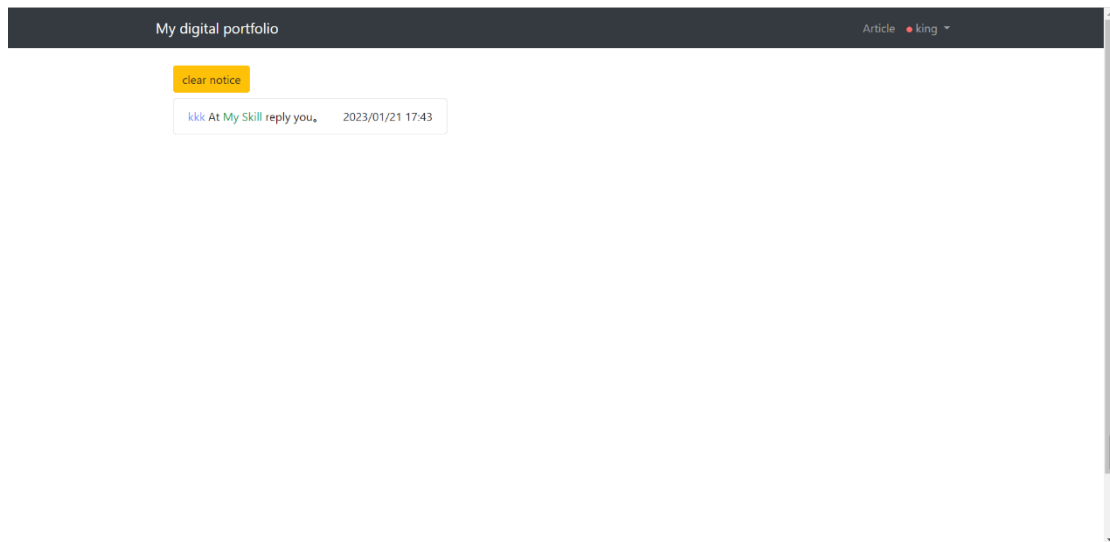 My digital portfolio Article king
clear notice
kkk At My Skill reply you。 2023/01/21 17:43